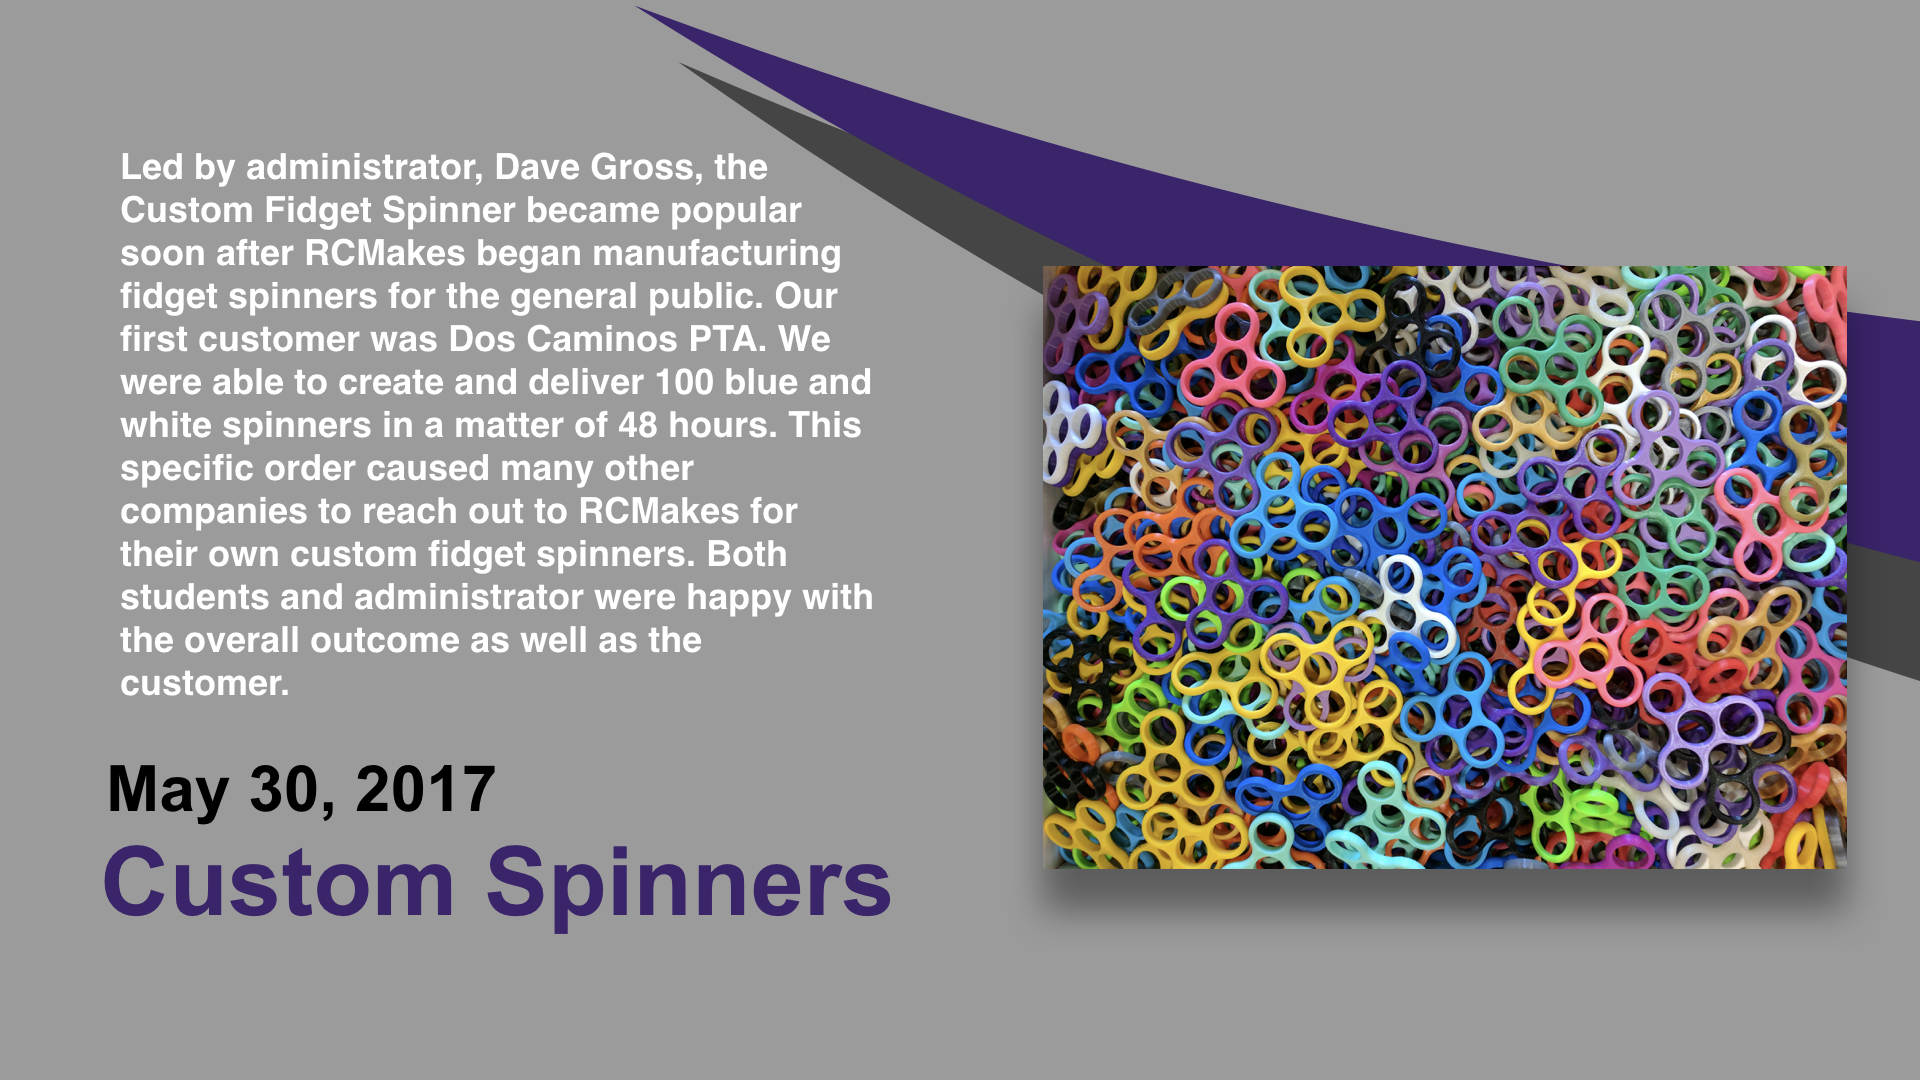 Led by administrator, Dave Gross, the
Custom Fidget Spinner became popular
soon after RCMakes began manufacturing
fidget spinners for the general public. Our
first customer was Dos Caminos PTA. We
were able to create and deliver 100 blue and
white spinners in a matter of 48 hours. This
specific order caused many other
companies to reach out to RCMakes for
their own custom fidget spinners. Both
students and administrator were happy with
the overall outcome as well as the
customer.
May 30, 2017
Custom Spinners